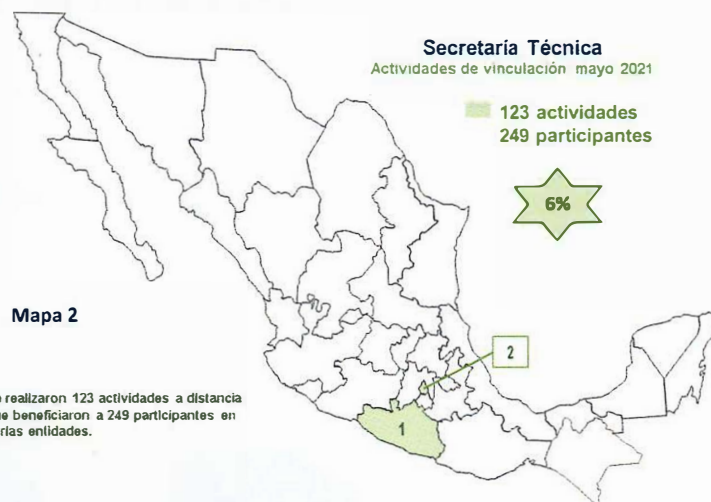 Secretaría Técnica
Actividades de vinculación mayo 2021
123 actividades
249 participantes
6%
Mapa 2
2
realizaron 123 actividades a distancia
beneficiaron a 249 participantes en
entidades.
1